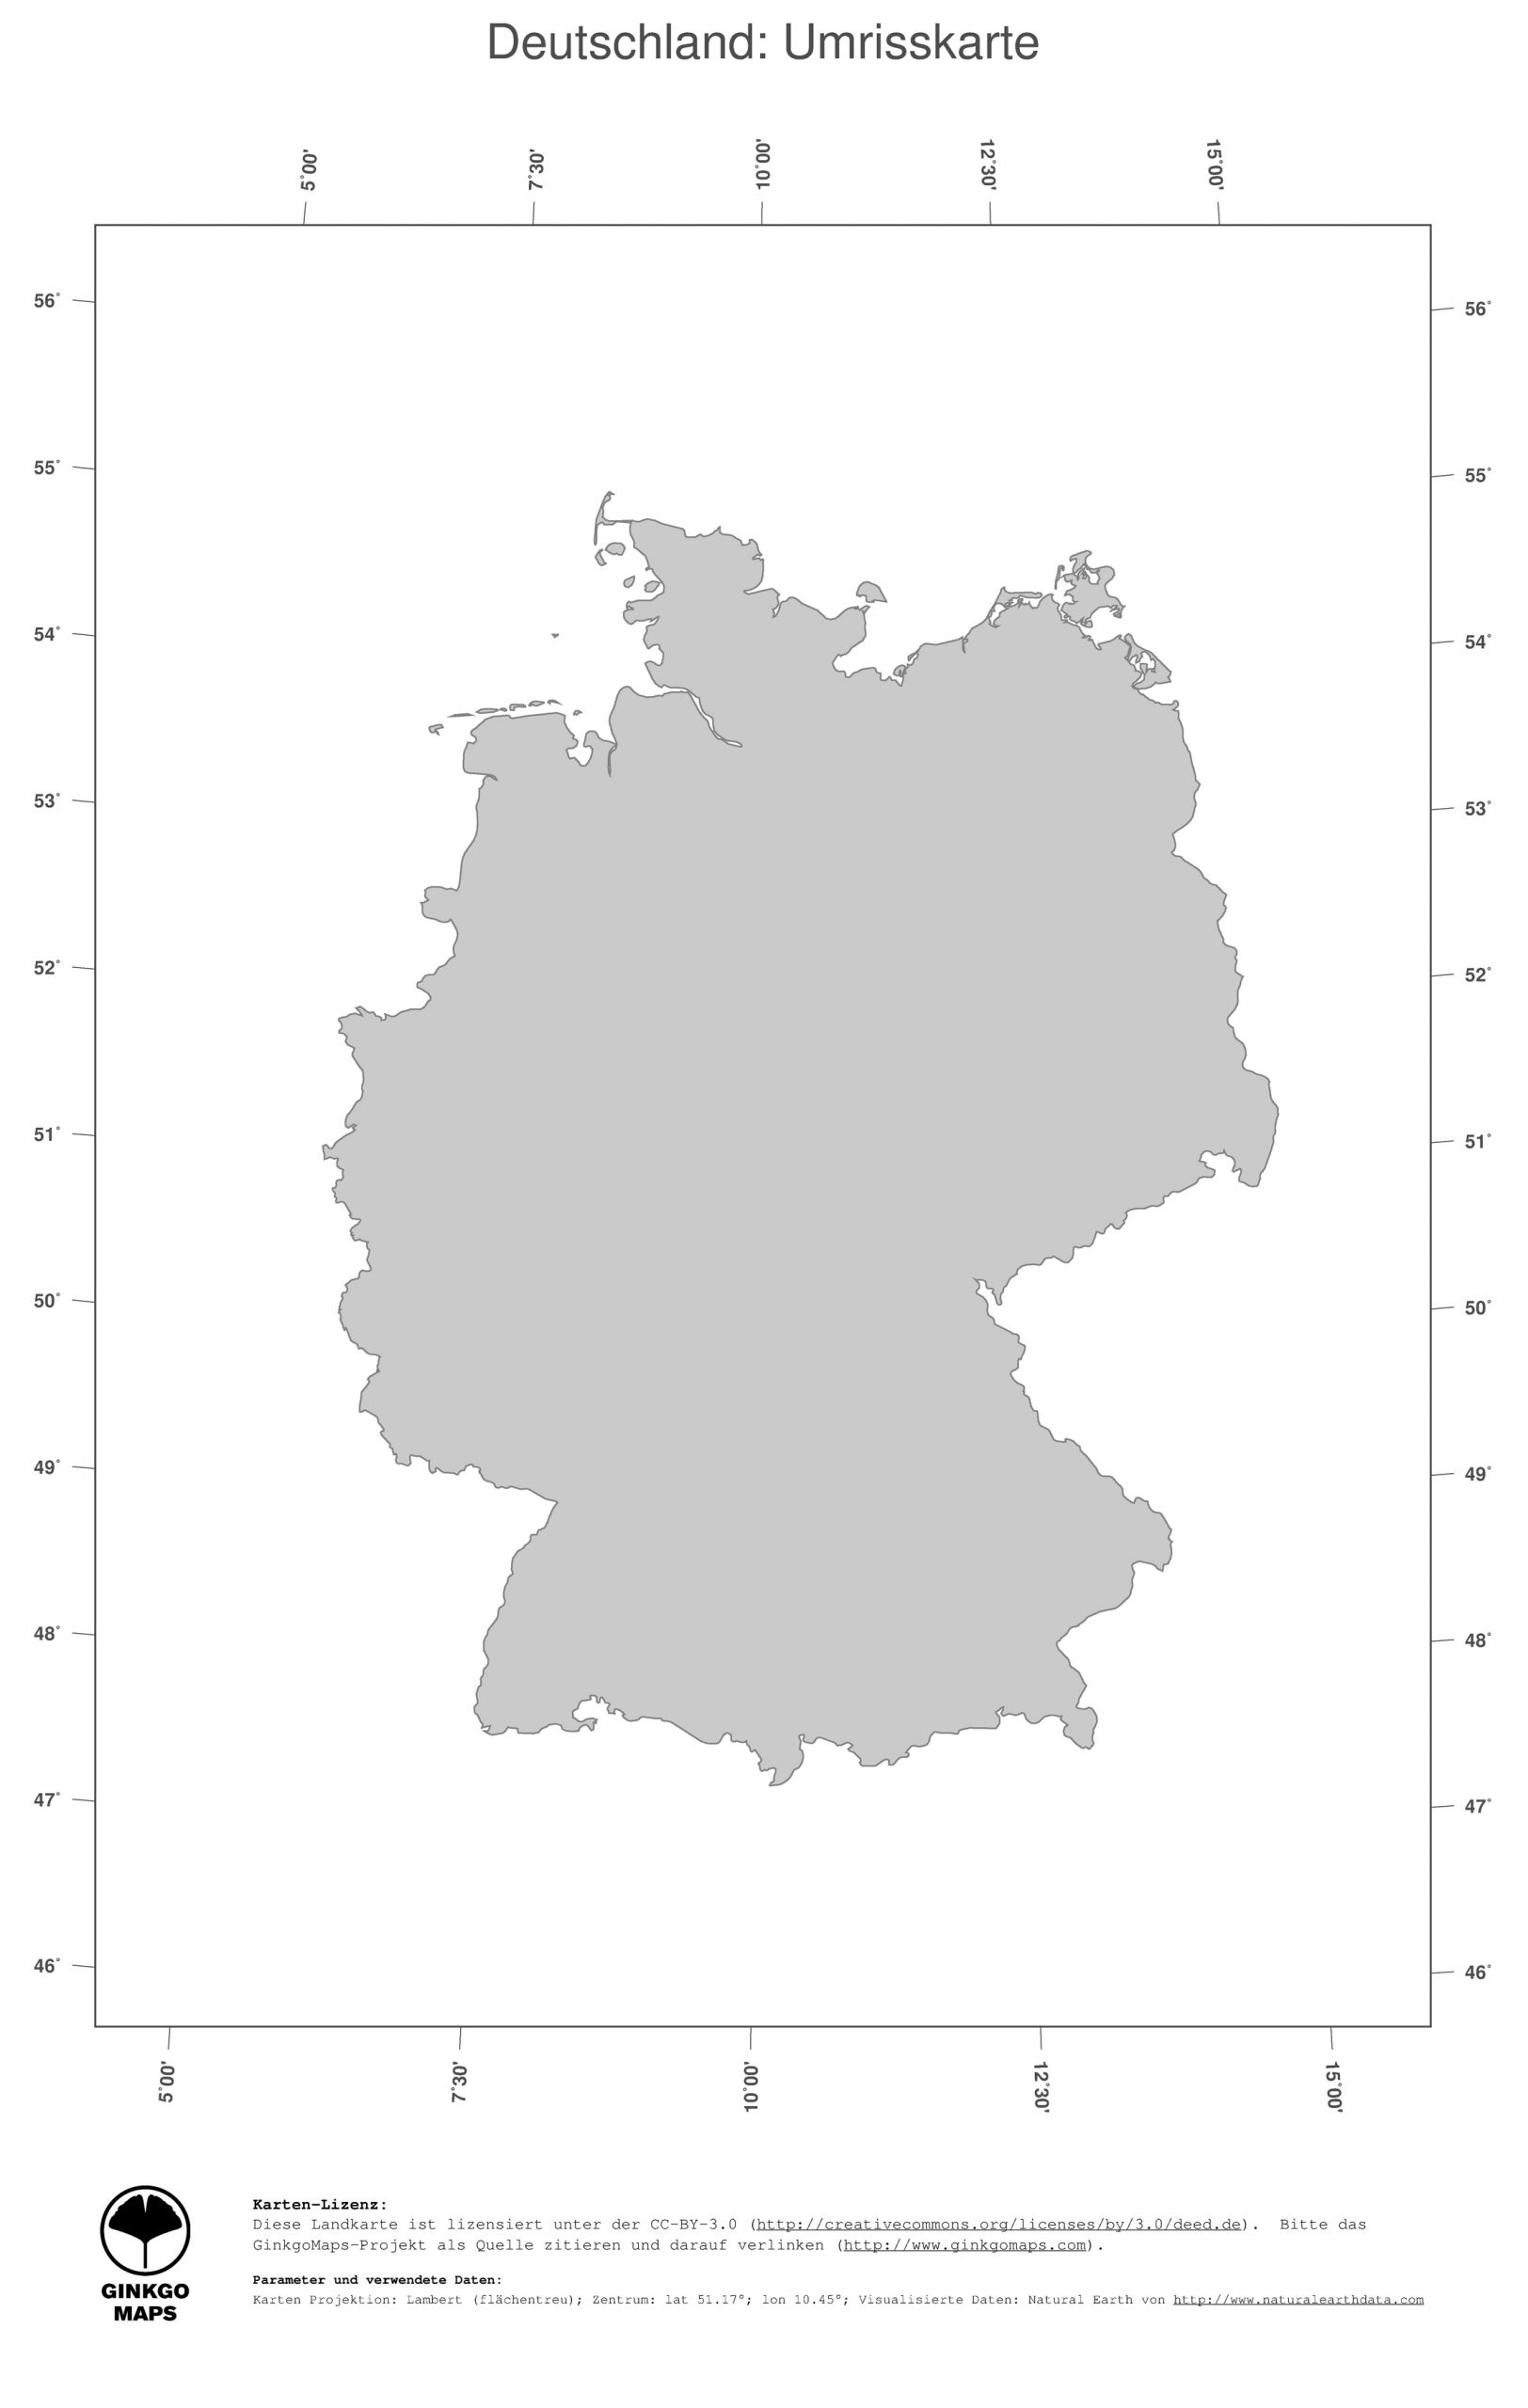 Deutschland: Umrisskarte
5°00' 7°30' 10°00' 12°30' 15°00'
56° 56°
55° 55°
54° 54°
53° 53°
52° 52°
51° 51°
50° 50°
49° 49°
48° 48°
47° 47°
46° 46°
5°00' 7°30' 10°00' 12°30' 15°00'
GINKGO
MAPS
Karten-Lizenz:
Diese Landkarte ist lizensiert unter der CC-BY-3.0 (http://creativecommons.org/licenses/by/3.0/deed.de). Bitte das
GinkgoMaps-Projekt als Quelle zitieren und darauf verlinken (http://www.ginkgomaps.com).
Parameter und verwendete Daten:
Karten Projektion: Lambert (flächentreu); Zentrum: lat 51.17°; lon 10.45°; Visualisierte Daten: Natural Earth von http://www.naturalearthdata.com